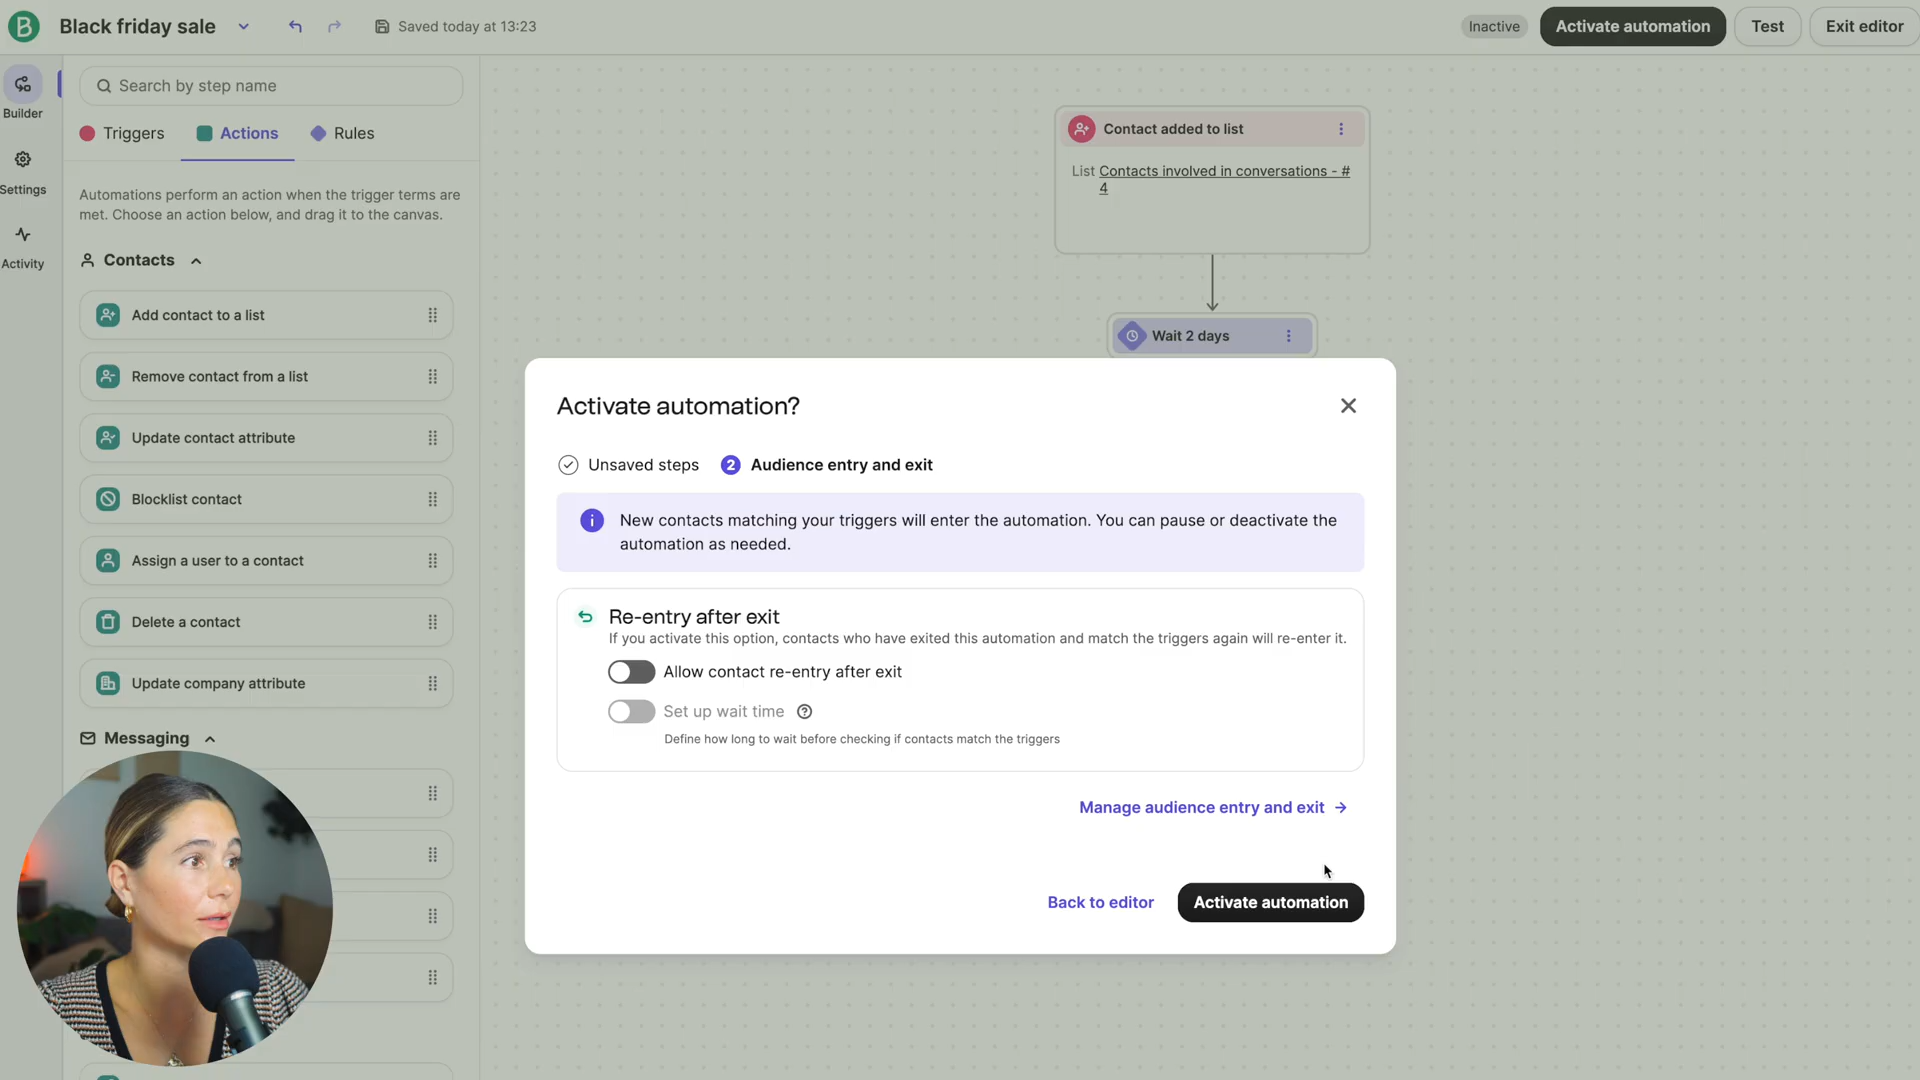 B Black friday sale
Saved today at 13:23
Inactive
Activate automation
Test
Exit editor
Builder
Settings
Activity
Search by step name
Triggers
Actions
Rules
Automations perform an action when the trigger terms are
met. Choose an action below, and drag it to the canvas.
Contacts
Add contact to a list
Remove contact from a list
Update contact attribute
Blocklist contact
Assign a user to a contact
Delete a contact
Update company attribute
Messaging
Contact added to list
List Contacts involved in conversations - #
4
Wait 2 days
Activate automation?
Unsaved steps
2 Audience entry and exit
New contacts matching your triggers will enter the automation. You can pause or deactivate the
automation as needed.
Re-entry after exit
If you activate this option, contacts who have exited this automation and match the triggers again will re-enter it.
Allow contact re-entry after exit
Set up wait time
Define how long to wait before checking if contacts match the triggers
Manage audience entry and exit
Back to editor
Activate automation